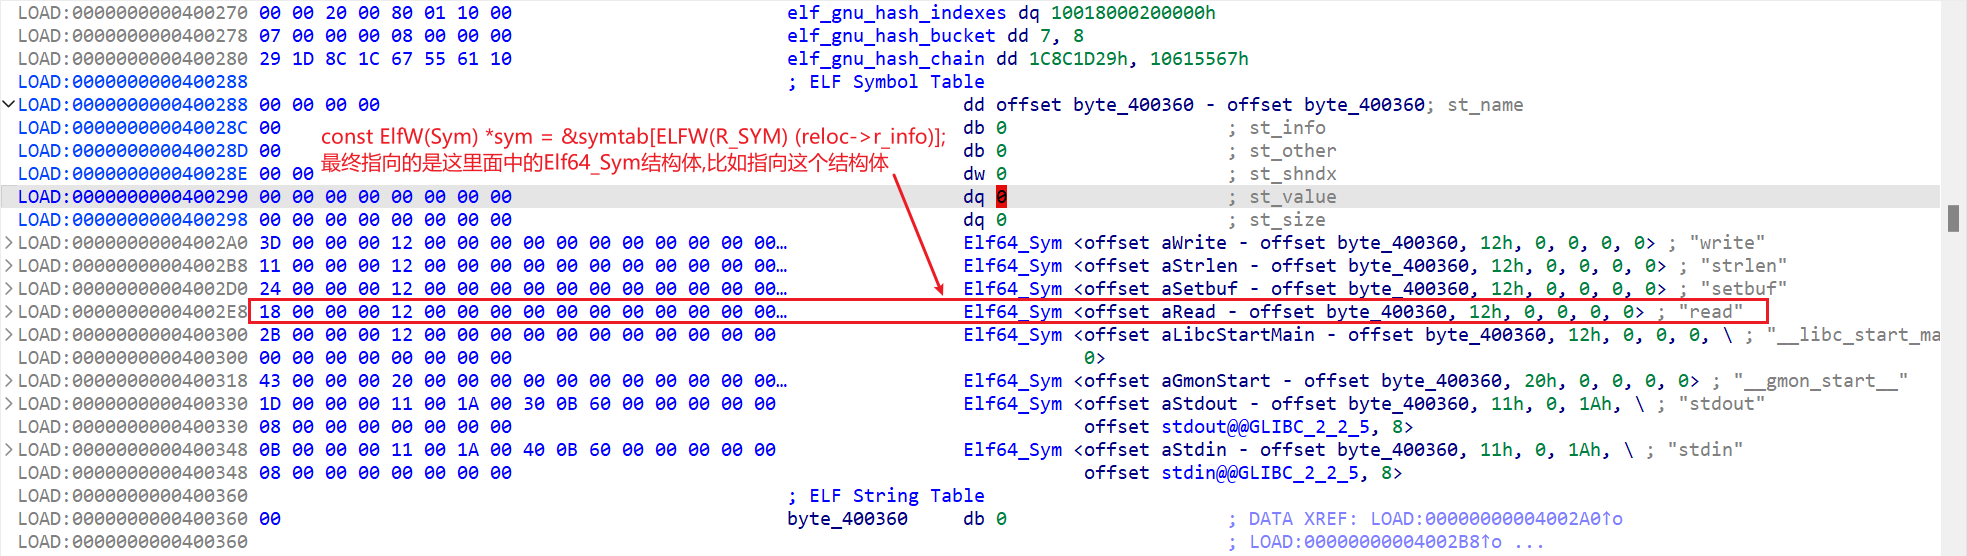 LOAD:0000000000400270 00 00 20 00 80 01 10 00 elf_gnu_hash_indexes dq 10018000200000h
LOAD:0000000000400278 07 00 00 00 08 00 00 00 elf_gnu_hash_bucket dd 7, 8
LOAD:0000000000400280 29 1D 8C 1C 67 55 61 10 elf_gnu_hash_chain dd 1C8C1D29h, 10615567h
LOAD:0000000000400288 ; ELF Symbol Table
LOAD:0000000000400288 00 00 00 00 dd offset byte_400360 - offset byte_400360; st_name
LOAD:000000000040028C 00 db 0 ; st_info
const ElfW(Sym) *sym = &symtab[ELFW(R_SYM) (reloc->r_info)];
LOAD:000000000040028D 00 db 0 ; st_other
最终指向的是这里面中的Elf64_Sym结构体,比如指向这个结构体
LOAD:000000000040028E 00 00 dw 0 ; st_shndx
LOAD:0000000000400290 00 00 00 00 00 00 00 00 dq 0 ; st_value
LOAD:0000000000400298 00 00 00 00 00 00 00 00 dq 0 ; st_size
LOAD:00000000004002A0 3D 00 00 00 12 00 00 00 00 00 00 00 00 00 00 00… Elf64_Sym <offset aWrite - offset byte_400360, 12h, 0, 0, 0, 0> ; "write"
LOAD:00000000004002B8 11 00 00 00 12 00 00 00 00 00 00 00 00 00 00 00… Elf64_Sym <offset aStrlen - offset byte_400360, 12h, 0, 0, 0, 0> ; "strlen"
LOAD:00000000004002D0 24 00 00 00 12 00 00 00 00 00 00 00 00 00 00 00… Elf64_Sym <offset aSetbuf - offset byte_400360, 12h, 0, 0, 0, 0> ; "setbuf"
LOAD:00000000004002E8 18 00 00 00 12 00 00 00 00 00 00 00 00 00 00 00… Elf64_Sym <offset aRead - offset byte_400360, 12h, 0, 0, 0, 0> ; "read"
LOAD:0000000000400300 2B 00 00 00 12 00 00 00 00 00 00 00 00 00 00 00 Elf64_Sym <offset aLibcStartMain - offset byte_400360, 12h, 0, 0, 0, \ ; "__libc_start_ma
LOAD:0000000000400300 00 00 00 00 00 00 00 00 0>
LOAD:0000000000400318 43 00 00 00 20 00 00 00 00 00 00 00 00 00 00 00… Elf64_Sym <offset aGmonStart - offset byte_400360, 20h, 0, 0, 0, 0> ; "__gmon_start__"
LOAD:0000000000400330 1D 00 00 00 11 00 1A 00 30 0B 60 00 00 00 00 00 Elf64_Sym <offset aStdout - offset byte_400360, 11h, 0, 1Ah, \ ; "stdout"
LOAD:0000000000400330 08 00 00 00 00 00 00 00 offset stdout@@GLIBC_2_2_5, 8>
LOAD:0000000000400348 0B 00 00 00 11 00 1A 00 40 0B 60 00 00 00 00 00 Elf64_Sym <offset aStdin - offset byte_400360, 11h, 0, 1Ah, \ ; "stdin"
LOAD:0000000000400348 08 00 00 00 00 00 00 00 offset stdin@@GLIBC_2_2_5, 8>
LOAD:0000000000400360 ; ELF String Table
LOAD:0000000000400360 00 byte_400360 db 0 ; DATA XREF: LOAD:00000000004002A0↑o
LOAD:0000000000400360 ; LOAD:00000000004002B8↑o ...